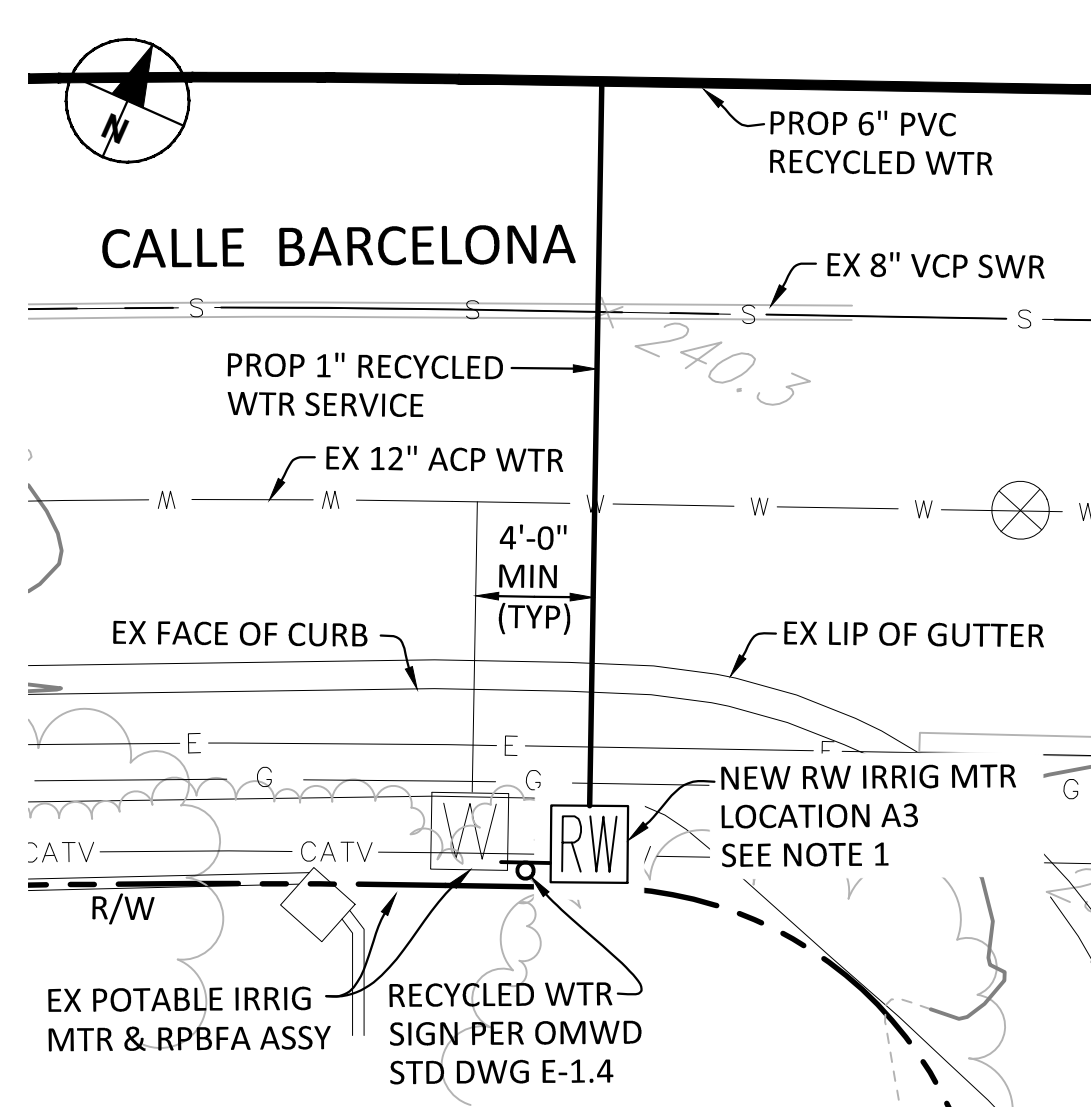 N
PROP 6" PVC
RECYCLED WTR
CALLE BARCELONA
EX 8" VCP SWR
S S S S
240.3
PROP 1" RECYCLED
WTR SERVICE
EX 12" ACP WTR
W W W W W W
4'-0"
MIN
(TYP)
EX FACE OF CURB
EX LIP OF GUTTER
E E E
G G G
NEW RW IRRIG MTR
LOCATION A3
SEE NOTE 1
W
RW
CATV CATV
R/W
EX POTABLE IRRIG
MTR & RPBFA ASSY
RECYCLED WTR
SIGN PER OMWD
STD DWG E-1.4